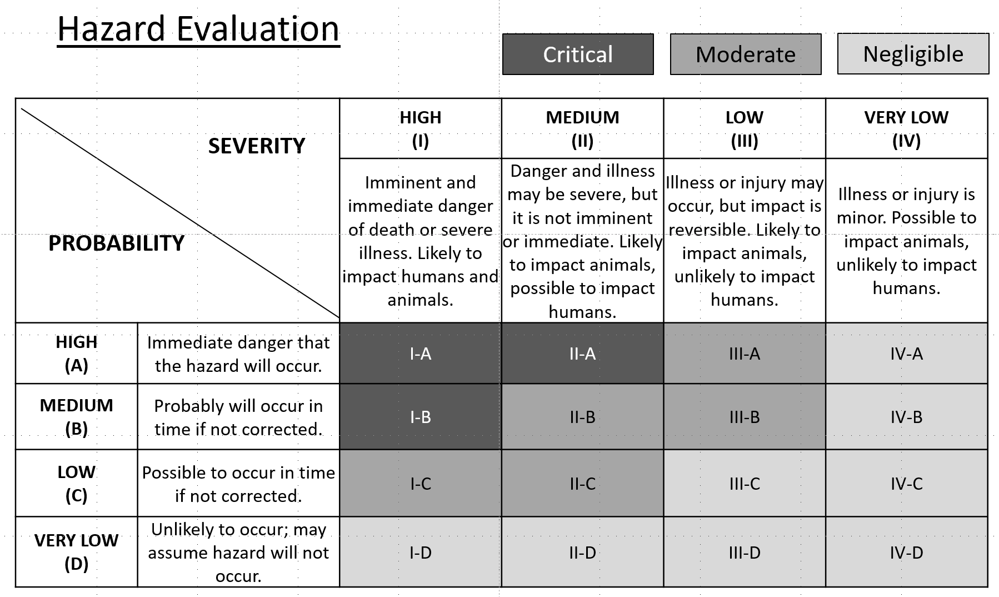 Hazard Evaluation
Critical
Moderate
Negligible
SEVERITY
PROBABILITY
HIGH
(I)
MEDIUM
(II)
LOW
(III)
VERY LOW
(IV)
Imminent and
immediate danger
of death or severe
illness. Likely to
impact humans and
animals.
Danger and illness
may be severe, but
it is not imminent
or immediate. Likely
to impact animals,
possible to impact
humans.
Illness or injury may
occur, but impact is
reversible. Likely to
impact animals,
unlikely to impact
humans.
Illness or injury is
minor. Possible to
impact animals,
unlikely to impact
humans.
HIGH
(A)
Immediate danger that
the hazard will occur.
I-A
II-A
III-A
IV-A
MEDIUM
(B)
Probably will occur in
time if not corrected.
I-B
II-B
III-B
IV-B
LOW
(C)
Possible to occur in time
if not corrected.
I-C
II-C
III-C
IV-C
VERY LOW
(D)
Unlikely to occur; may
assume hazard will not
occur.
I-D
II-D
III-D
IV-D